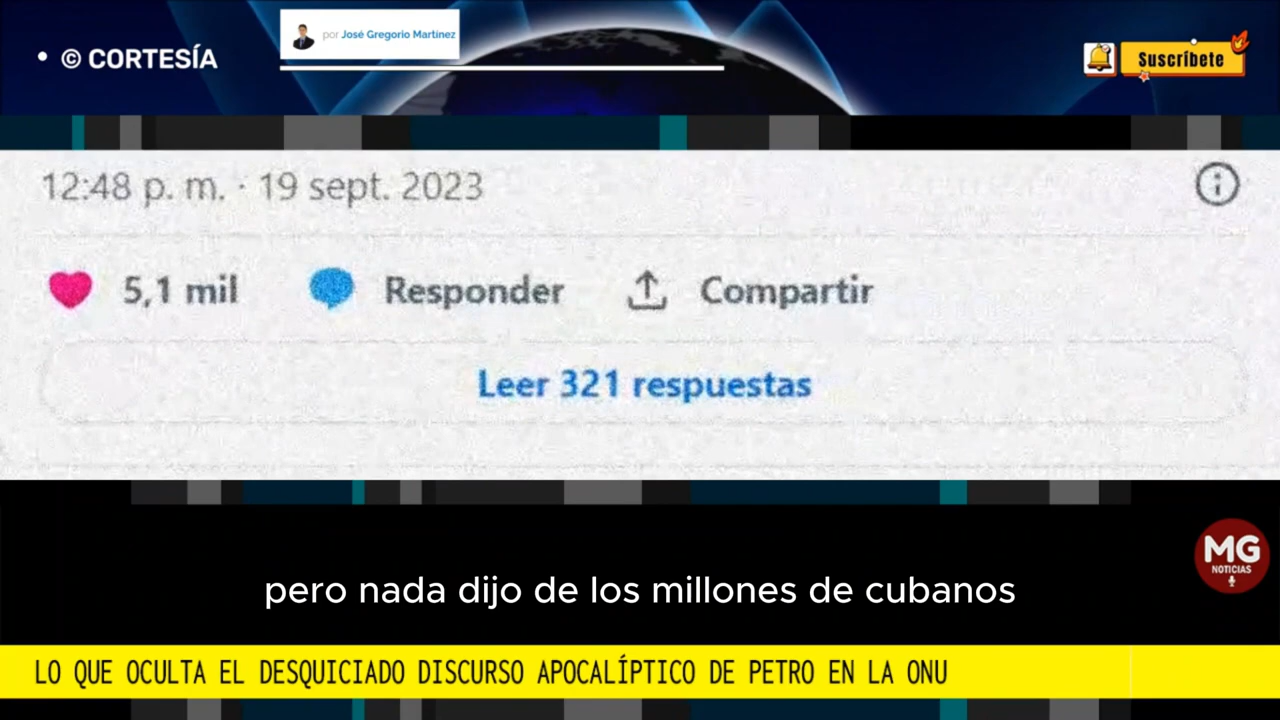 © CORTESÍA
por José Gregorio Martínez
Suscríbete
12:48 p. m. · 19 sept. 2023
5,1 mil Responder Compartir
Leer 321 respuestas
MG
NOTICIAS
pero nada dijo de los millones de cubanos
LO QUE OCULTA EL DESQUICIADO DISCURSO APOCALÍPTICO DE PETRO EN LA ONU